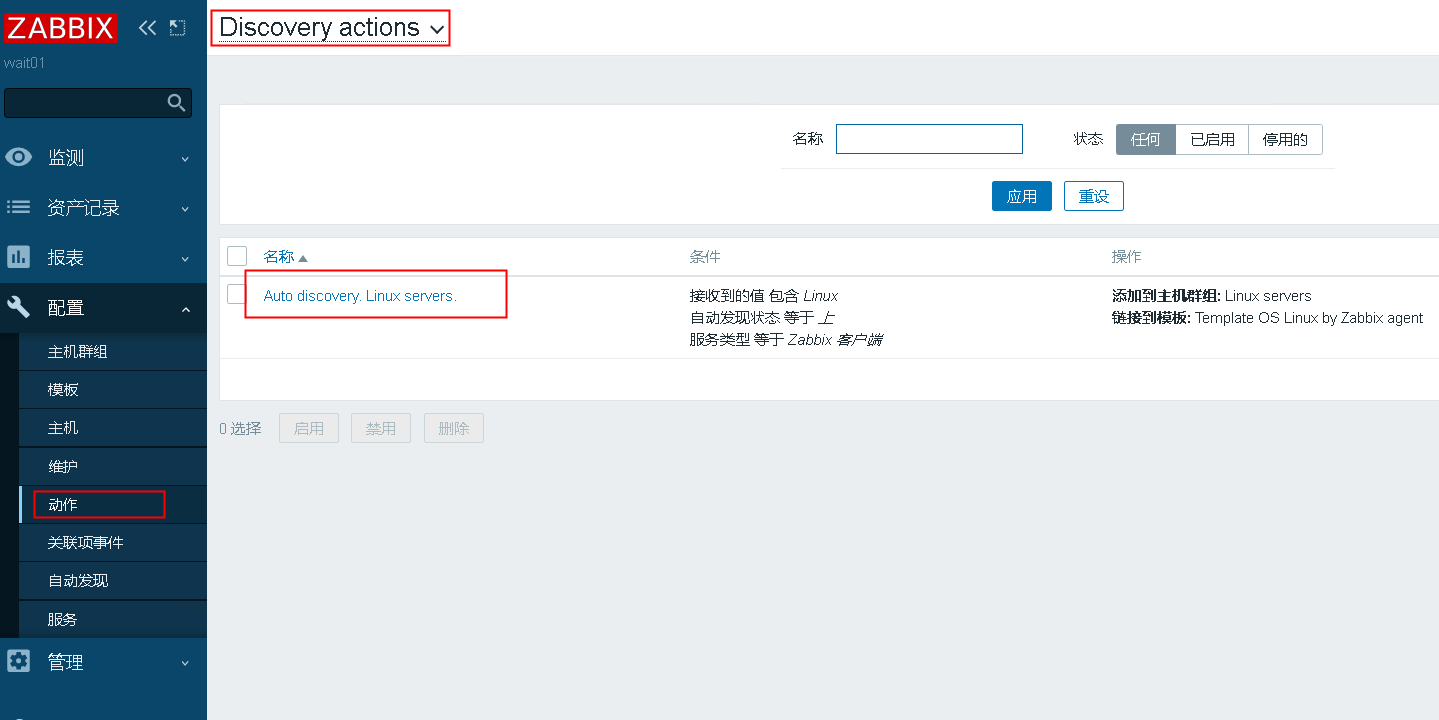 ZABBIX
wait01
监测
资产记录
报表
配置
主机群组
模板
主机
维护
动作
关联项事件
自动发现
服务
管理
Discovery actions
名称 状态 任何 已启用 停用的
应用 重设
名称 条件 操作
Auto discovery. Linux servers. 接收到的值 包含 Linux 添加到主机群组: Linux servers
自动发现状态 等于 上 链接到模板: Template OS Linux by Zabbix agent
服务类型 等于 Zabbix 客户端
0 选择 启用 禁用 删除